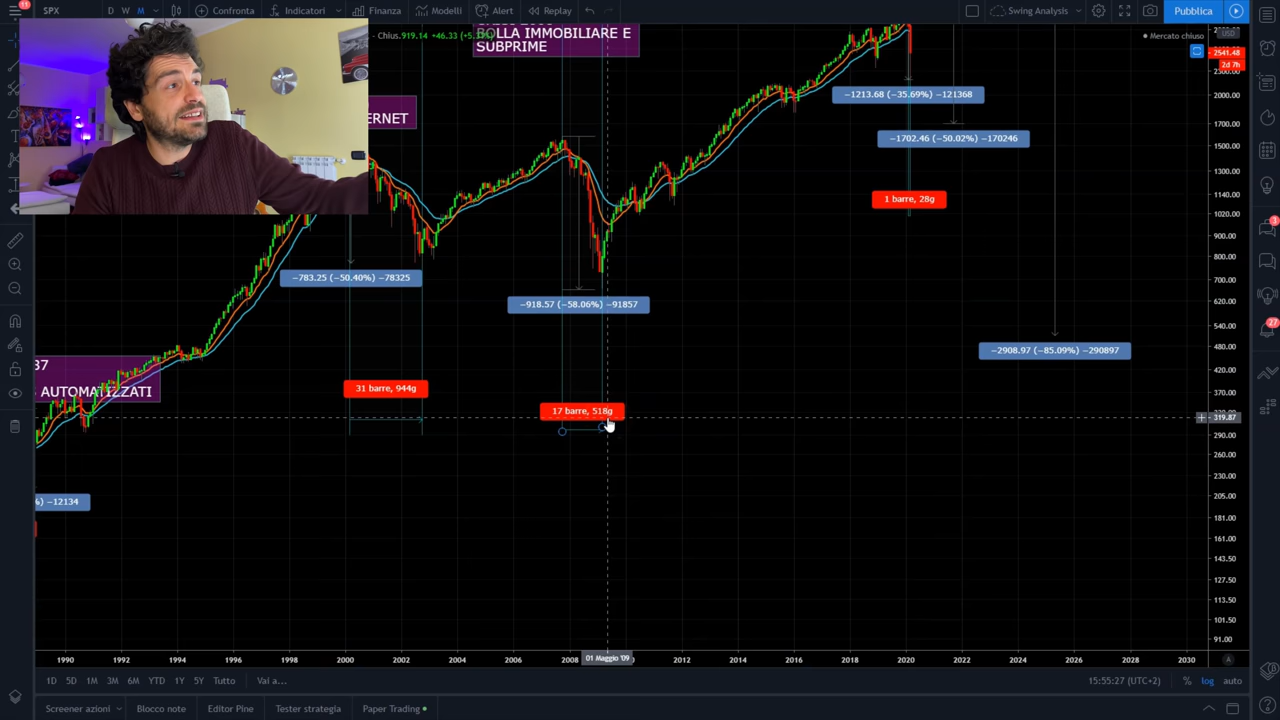 11
SPX
D W M
Confronta
Indicatori
Finanza
Modelli
Alert
Replay
Swing Analysis
Pubblica
Chius.919.14 +46.33
BOLLA IMMOBILIARE E
SUBPRIME
Mercato chiuso
USD
2541.48
2d 7h
ERNET
−1213.68 (−35.69%) −121368
−1702.46 (−50.02%) −170246
1 barre, 28g
−783.25 (−50.40%) −78325
−918.57 (−58.06%) −91857
−2908.97 (−85.09%) −290897
87
AUTOMATIZZATI
31 barre, 944g
17 barre, 518g
%) −12134
2300.00
2000.00
1700.00
1500.00
1300.00
1140.00
1020.00
900.00
800.00
700.00
620.00
540.00
480.00
420.00
370.00
319.87
290.00
260.00
230.00
205.00
181.00
161.00
143.50
127.50
113.50
101.50
91.00
3
27
1990 1992 1994 1996 1998 2000 2002 2004 2006 2008 01 Maggio '09 2012 2014 2016 2018 2020 2022 2024 2026 2028 2030
A
1D 5D 1M 3M 6M YTD 1Y 5Y Tutto Vai a...
15:55:27 (UTC+2)
% log auto
Screener azioni
Blocco note
Editor Pine
Tester strategia
Paper Trading